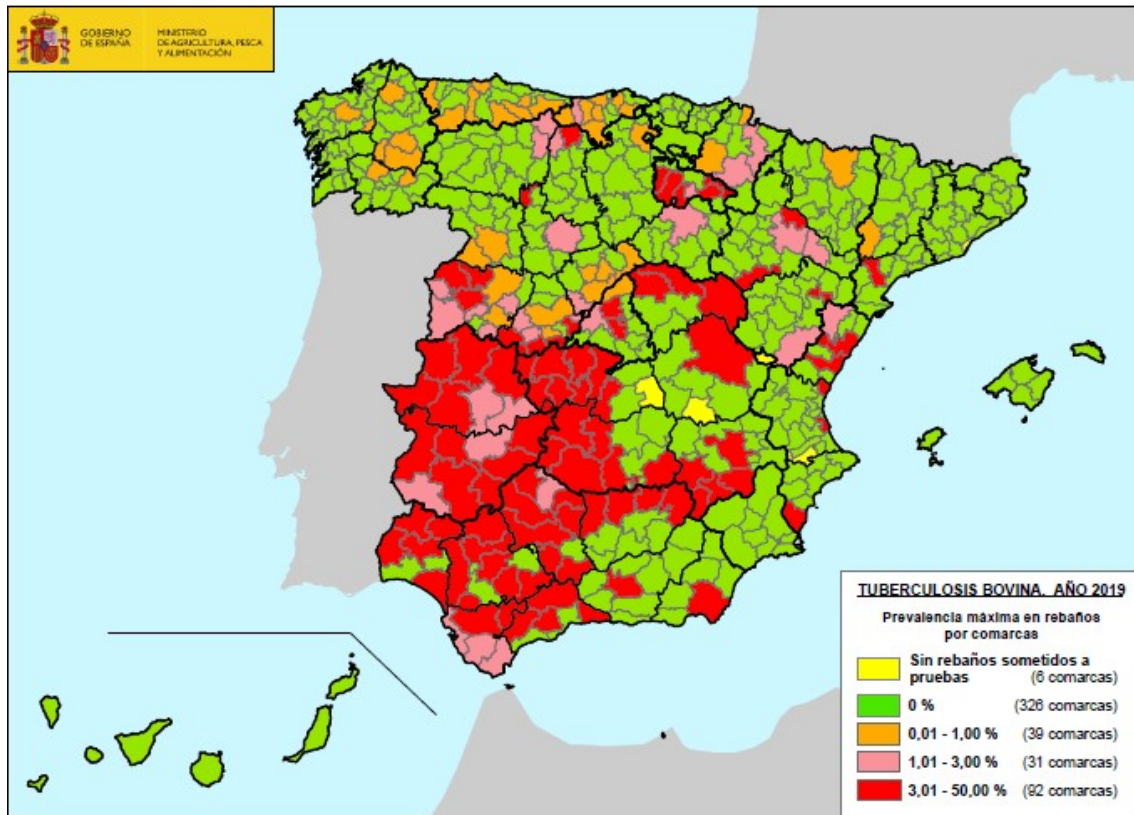 GOBIERNO
DE ESPAÑA
MINISTERIO
DE AGRICULTURA, PESCA
Y ALIMENTACIÓN
TUBERCULOSIS BOVINA. AÑO 2019
Prevalencia máxima en rebaños
por comarcas
Sin rebaños sometidos a
pruebas (6 comarcas)
0 % (326 comarcas)
0,01 - 1,00 % (39 comarcas)
1,01 - 3,00 % (31 comarcas)
3,01 - 50,00 % (92 comarcas)